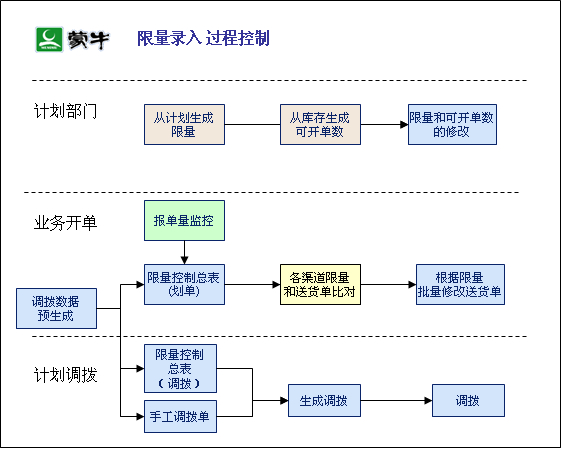 蒙牛
限量录入 过程控制
计划部门
从计划生成
限量
从库存生成
可开单数
限量和可开单数
的修改
业务开单
报单量监控
限量控制总表
(划单)
各渠道限量
和送货单比对
根据限量
批量修改送货单
调拨数据
预生成
计划调拨
限量控制
总表
（调拨）
手工调拨单
生成调拨
调拨